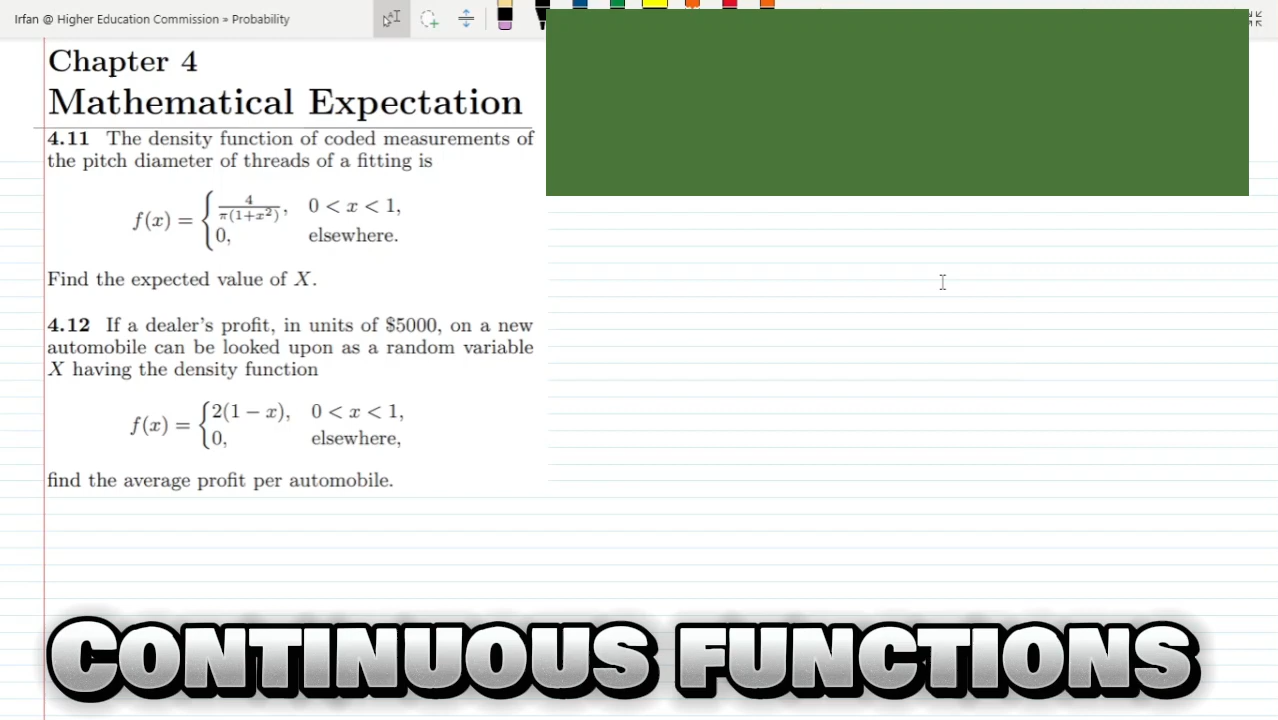 Irfan @ Higher Education Commission » Probability
Chapter 4
Mathematical Expectation
4.11 The density function of coded measurements of
the pitch diameter of threads of a fitting is
f(x) = { 4/π(1+x²), 0 < x < 1,
0, elsewhere.
Find the expected value of X.
4.12 If a dealer's profit, in units of $5000, on a new
automobile can be looked upon as a random variable
X having the density function
f(x) = { 2(1 − x), 0 < x < 1,
0, elsewhere,
find the average profit per automobile.
CONTINUOUS FUNCTIONS